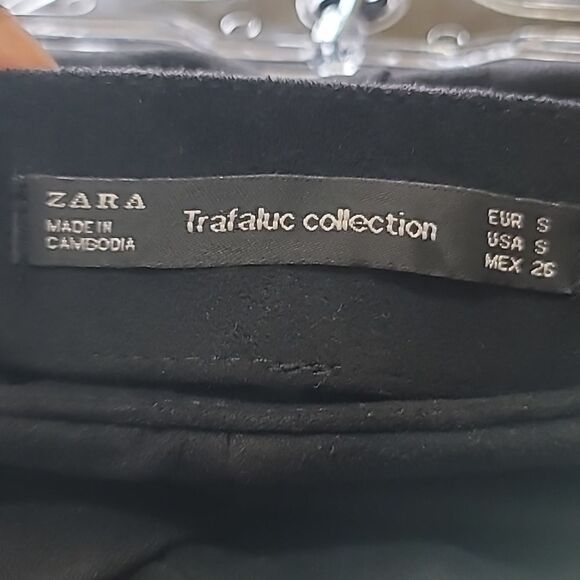 ZARA
MADE IN
CAMBODIA
Trafaluc collection
EUR S
USA S
MEX 26